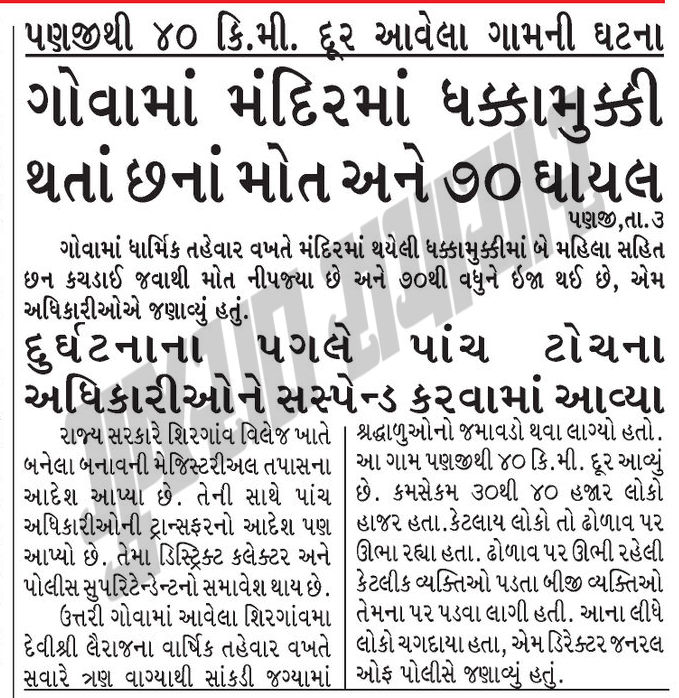 પણજીથી ૪૦ કિ.મી. દૂર આવેલા ગામની ઘટના
ગોવામાં મંદિરમાં ધક્કામુક્કી
થતાં છનાં મોત અને ૭૦ ઘાયલ
પણજી,તા.૩
ગોવામાં ધાર્મિક તહેવાર વખતે મંદિરમાં થયેલી ધક્કામુક્કીમાં બે મહિલા સહિત
છન કચડાઈ જવાથી મોત નીપજ્યા છે અને ૭૦થી વધુને ઇજા થઈ છે, એમ
અધિકારીઓએ જણાવ્યું હતું.
દુર્ઘટનાના પગલે પાંચ ટોચના
અધિકારીઓને સસ્પેન્ડ કરવામાં આવ્યા
રાજ્ય સરકારે શિરગાંવ વિલેજ ખાતે
બનેલા બનાવની મેજિસ્ટરીઅલ તપાસના
આદેશ આપ્યા છે. તેની સાથે પાંચ
અધિકારીઓની ટ્રાન્સફરનો આદેશ પણ
આપ્યો છે. તેમા ડિસ્ટ્રિક્ટ કલેક્ટર અને
પોલીસ સુપરિટેન્ડેન્ટનો સમાવેશ થાય છે.
ઉત્તરી ગોવામાં આવેલા શિરગાંવમા
દેવીશ્રી લૈરાજના વાર્ષિક તહેવાર વખતે
સવારે ત્રણ વાગ્યાથી સાંકડી જગ્યામાં
શ્રદ્ધાળુઓનો જમાવડો થવા લાગ્યો હતો.
આ ગામ પણજીથી ૪૦ કિ.મી. દૂર આવ્યું
છે. કમસેકમ ૩૦થી ૪૦ હજાર લોકો
હાજર હતા.કેટલાય લોકો તો ઢોળાવ પર
ઊભા રહ્યા હતા. ઢોળાવ પર ઊભી રહેલી
કેટલીક વ્યક્તિઓ પડતા બીજી વ્યક્તિઓ
તેમના પર પડવા લાગી હતી. આના લીધે
લોકો ચગદાયા હતા, એમ ડિરેક્ટર જનરલ
ઓફ પોલીસે જણાવ્યું હતું.
ગુજરાત સમાચાર